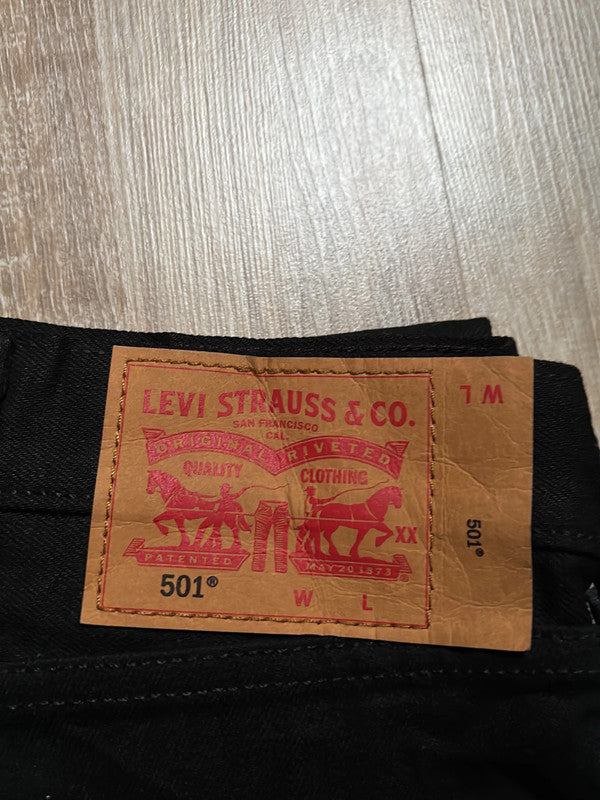 LEVI STRAUSS & CO.
SAN FRANCISCO
CAL.
ORIGINAL RIVETED
QUALITY CLOTHING
XX
PATENTED MAY 20 1873
®
501®
W L
W L
501®